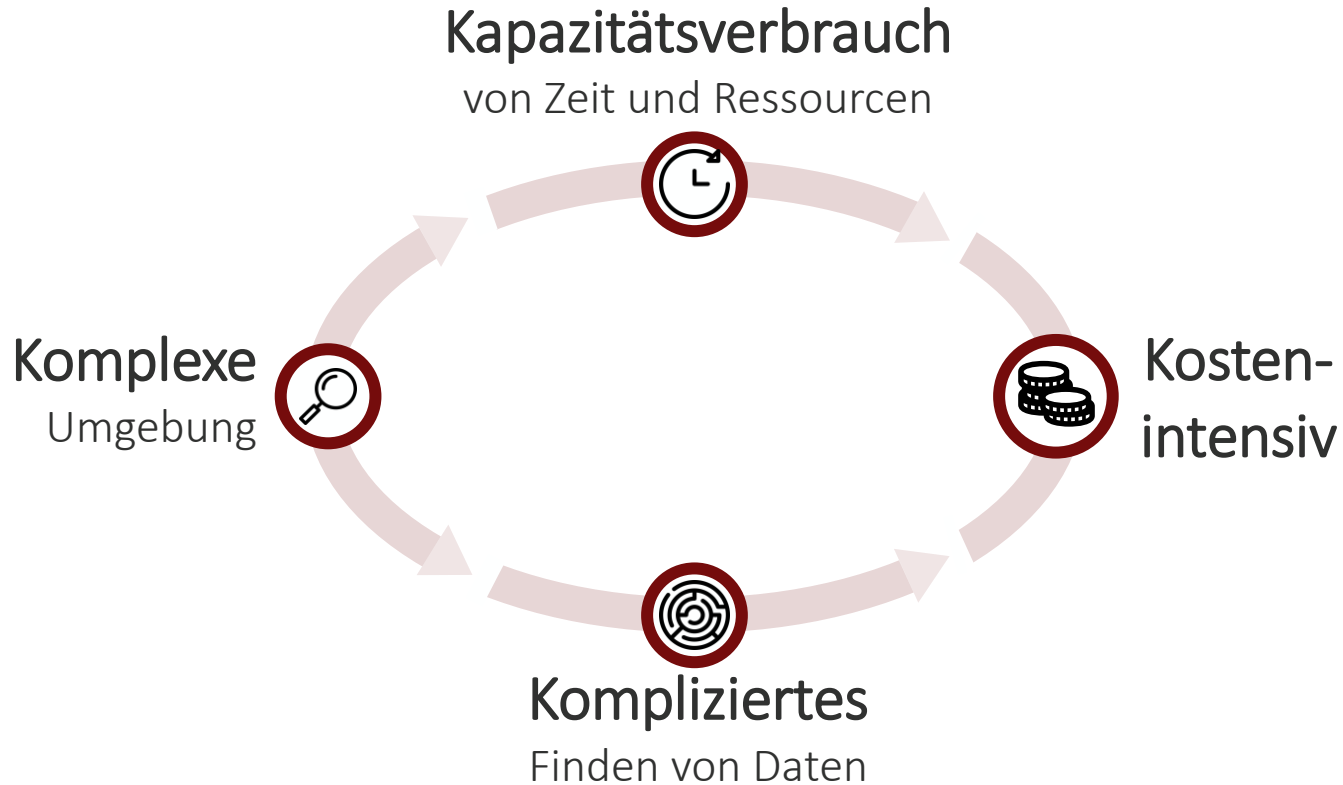 Kapazitätsverbrauch
von Zeit und Ressourcen
Komplexe
Umgebung
Kosten-
intensiv
Kompliziertes
Finden von Daten